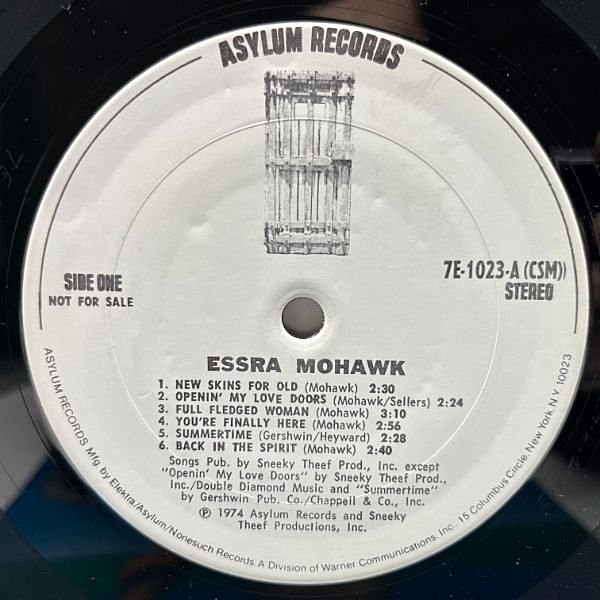 ASYLUM RECORDS
SIDE ONE
NOT FOR SALE
7E-1023-A (CSM))
STEREO
ESSRA MOHAWK
1. NEW SKINS FOR OLD (Mohawk) 2:30
2. OPENIN' MY LOVE DOORS (Mohawk/Sellers) 2:24
3. FULL FLEDGED WOMAN (Mohawk) 3:10
4. YOU'RE FINALLY HERE (Mohawk) 2:56
5. SUMMERTIME (Gershwin/Heyward) 2:28
6. BACK IN THE SPIRIT (Mohawk) 2:40
Songs Pub. by Sneeky Theef Prod., Inc. except
"Openin' My Love Doors" by Sneeky Theef Prod.,
Inc./Double Diamond Music and "Summertime"
by Gershwin Pub. Co./Chappell & Co., Inc.
℗ 1974 Asylum Records and Sneeky
Theef Productions, Inc.
ASYLUM RECORDS Mfg. by Elektra/Asylum/Nonesuch Records. A Division of Warner Communications, Inc. 15 Columbus Circle, New York N.Y. 10023